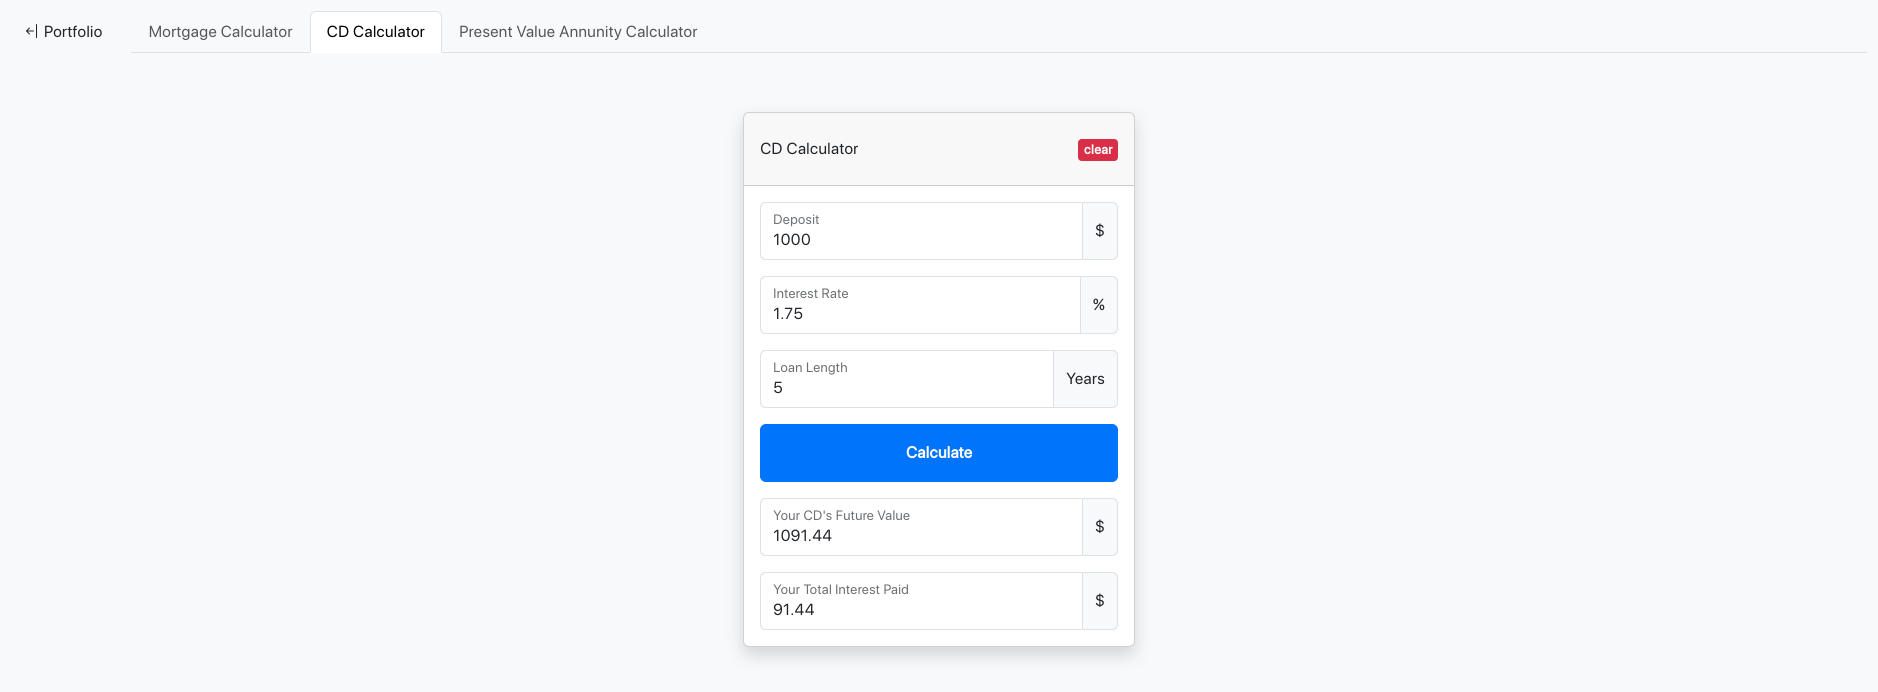 Portfolio
Mortgage Calculator
CD Calculator
Present Value Annunity Calculator
CD Calculator
clear
Deposit
1000
$
Interest Rate
1.75
%
Loan Length
5
Years
Calculate
Your CD's Future Value
1091.44
$
Your Total Interest Paid
91.44
$